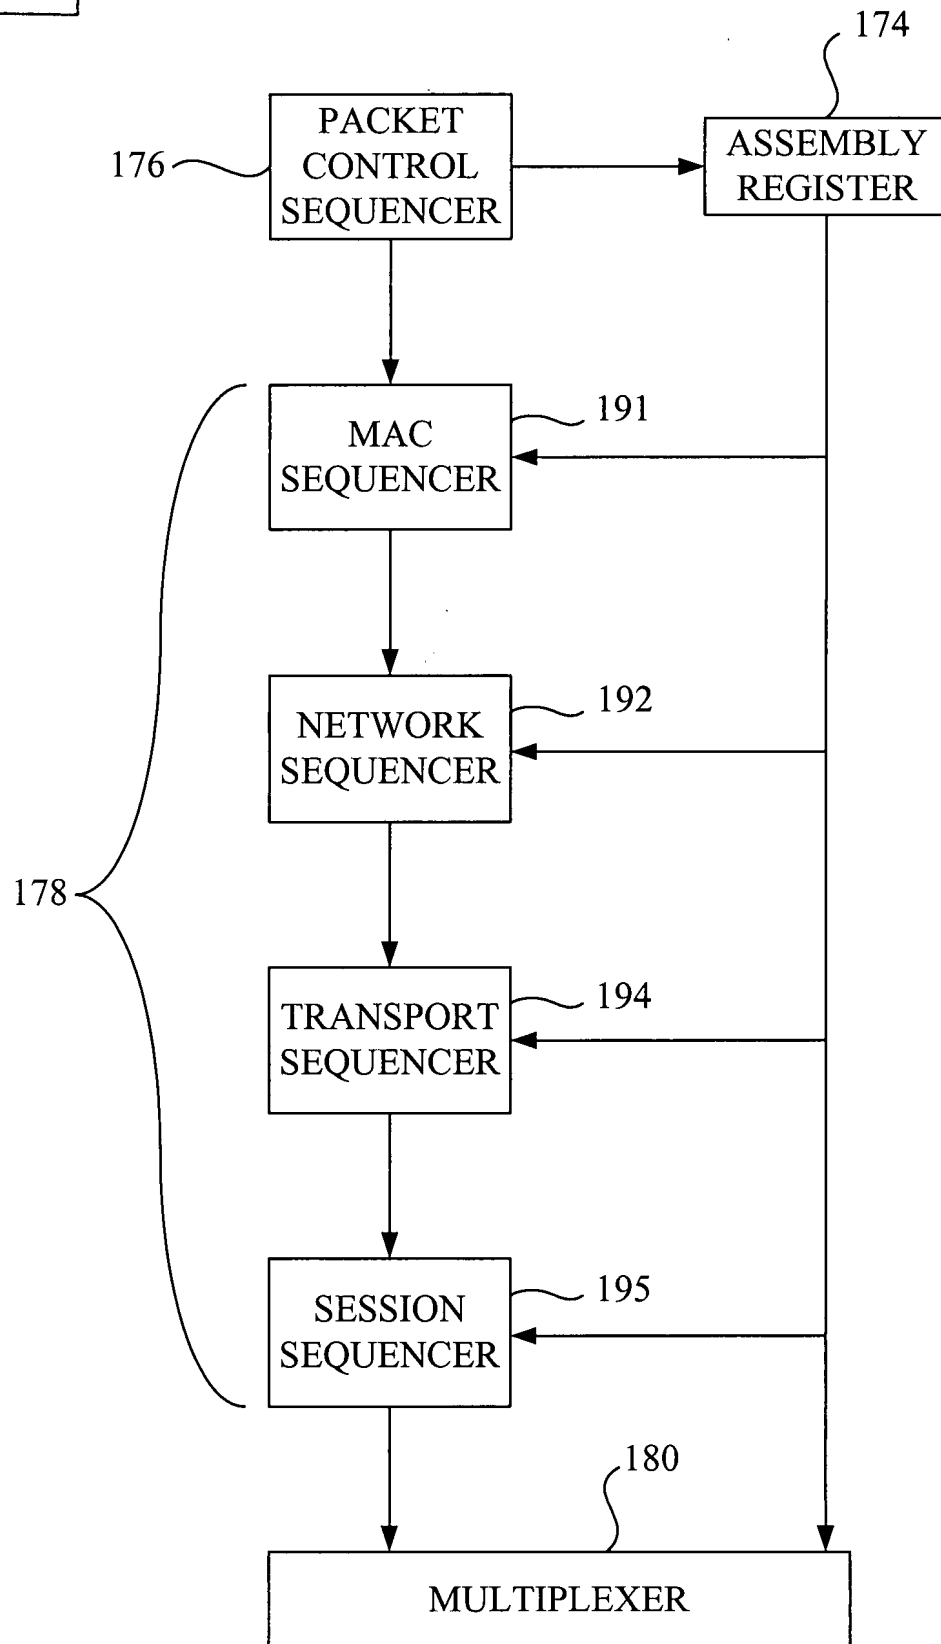 174
PACKET
CONTROL
SEQUENCER
176
ASSEMBLY
REGISTER
191
MAC
SEQUENCER
192
NETWORK
SEQUENCER
178
194
TRANSPORT
SEQUENCER
195
SESSION
SEQUENCER
180
MULTIPLEXER